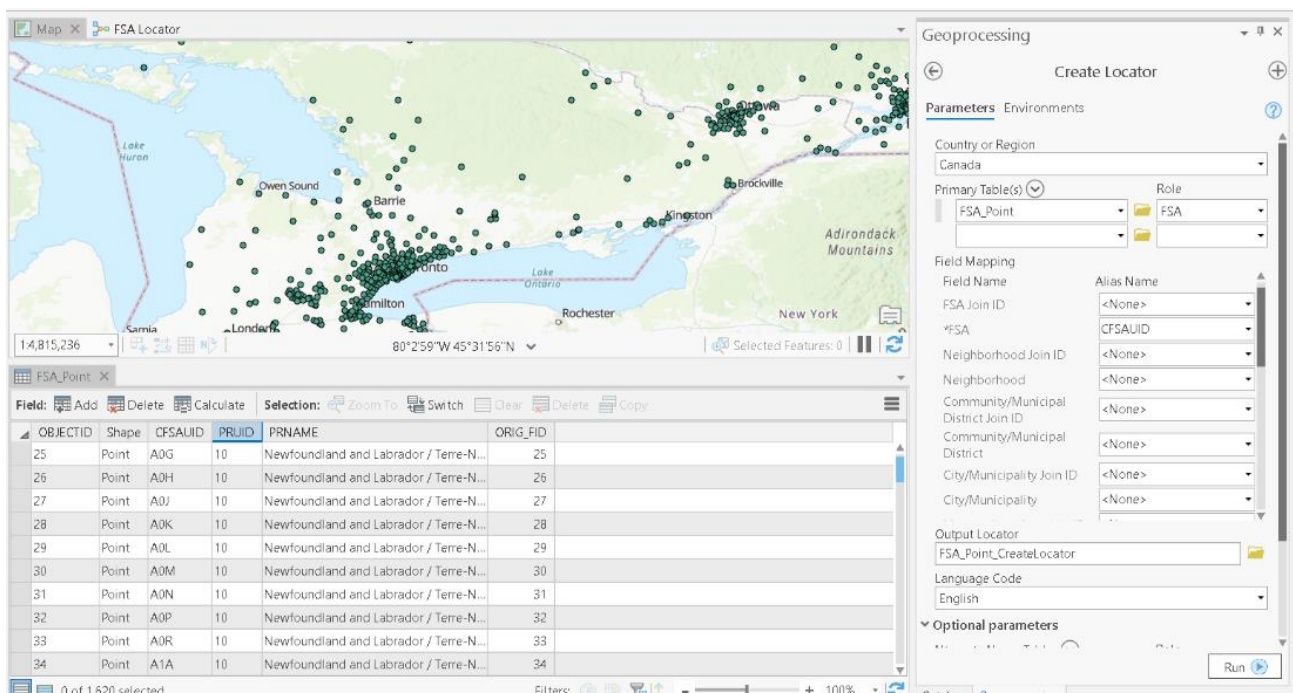 Map
FSA Locator
Lake Huron
Owen Sound
Barrie
Ottawa
Brockville
Kingston
Adirondack Mountains
Toronto
Hamilton
Lake Ontario
Rochester
New York
Sarnia
London
1:4,815,236
80°2'59"W 45°31'56"N
Selected Features: 0
FSA_Point
Field: Add Delete Calculate Selection: Zoom To Switch Clear Delete Copy
OBJECTID Shape CFSAUID PRUID PRNAME ORIG_FID
25 Point A0G 10 Newfoundland and Labrador / Terre-N... 25
26 Point A0H 10 Newfoundland and Labrador / Terre-N... 26
27 Point A0J 10 Newfoundland and Labrador / Terre-N... 27
28 Point A0K 10 Newfoundland and Labrador / Terre-N... 28
29 Point A0L 10 Newfoundland and Labrador / Terre-N... 29
30 Point A0M 10 Newfoundland and Labrador / Terre-N... 30
31 Point A0N 10 Newfoundland and Labrador / Terre-N... 31
32 Point A0P 10 Newfoundland and Labrador / Terre-N... 32
33 Point A0R 10 Newfoundland and Labrador / Terre-N... 33
34 Point A1A 10 Newfoundland and Labrador / Terre-N... 34
0 of 1,620 selected
Filters:
100%
Geoprocessing
Create Locator
Parameters Environments
Country or Region
Canada
Primary Table(s) Role
FSA_Point FSA
Field Mapping
Field Name Alias Name
FSA Join ID <None>
*FSA CFSAUID
Neighborhood Join ID <None>
Neighborhood <None>
Community/Municipal District Join ID <None>
Community/Municipal District <None>
City/Municipality Join ID <None>
City/Municipality <None>
Output Locator
FSA_Point_CreateLocator
Language Code
English
Optional parameters
Run